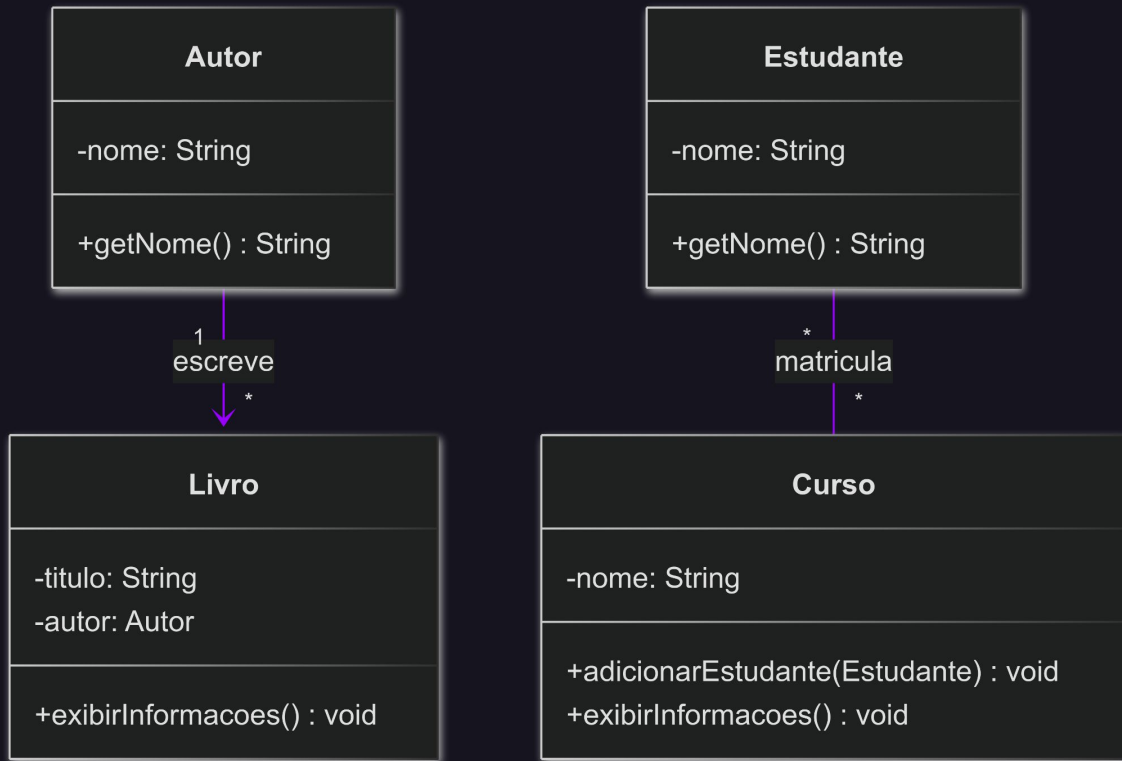 Autor
-nome: String
+getNome() : String
1
escreve
*
Livro
-titulo: String
-autor: Autor
+exibirInformacoes() : void
Estudante
-nome: String
+getNome() : String
*
matricula
*
Curso
-nome: String
+adicionarEstudante(Estudante) : void
+exibirInformacoes() : void